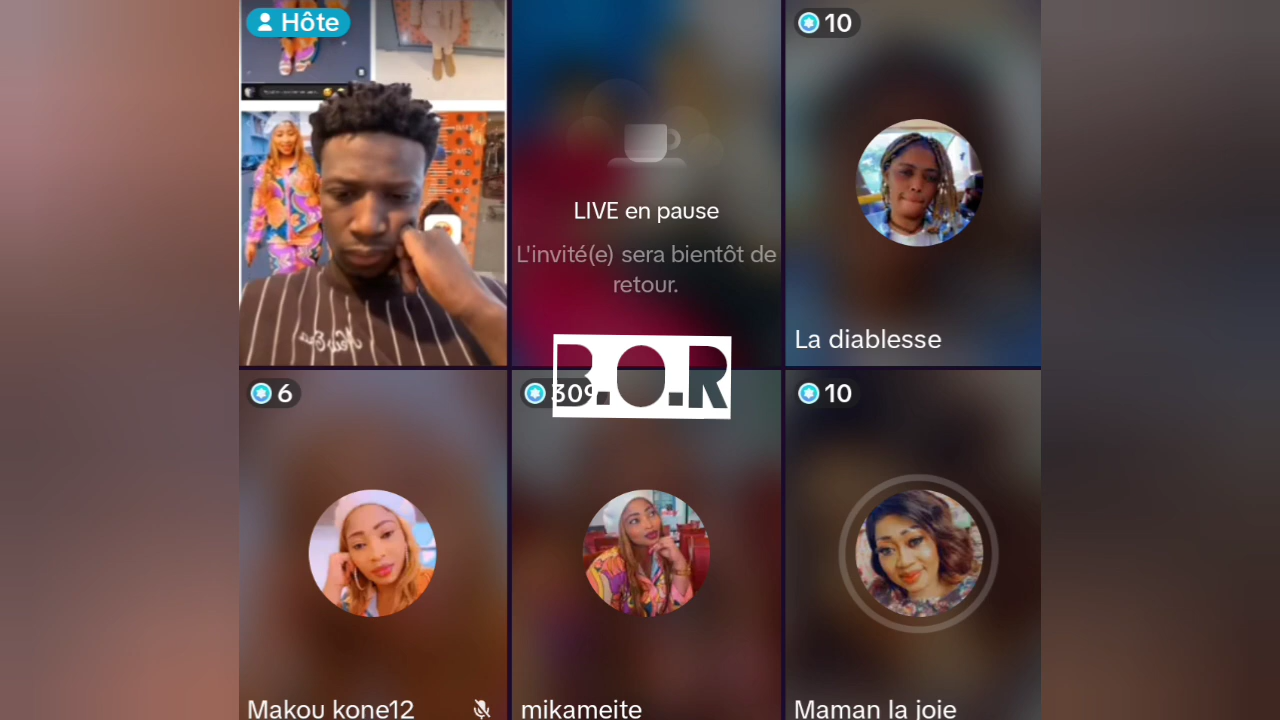 Hôte
10
LIVE en pause
L'invité(e) sera bientôt de
retour.
La diablesse
B.O.R
6
309
10
Makou kone12
mikameite
Maman la joie